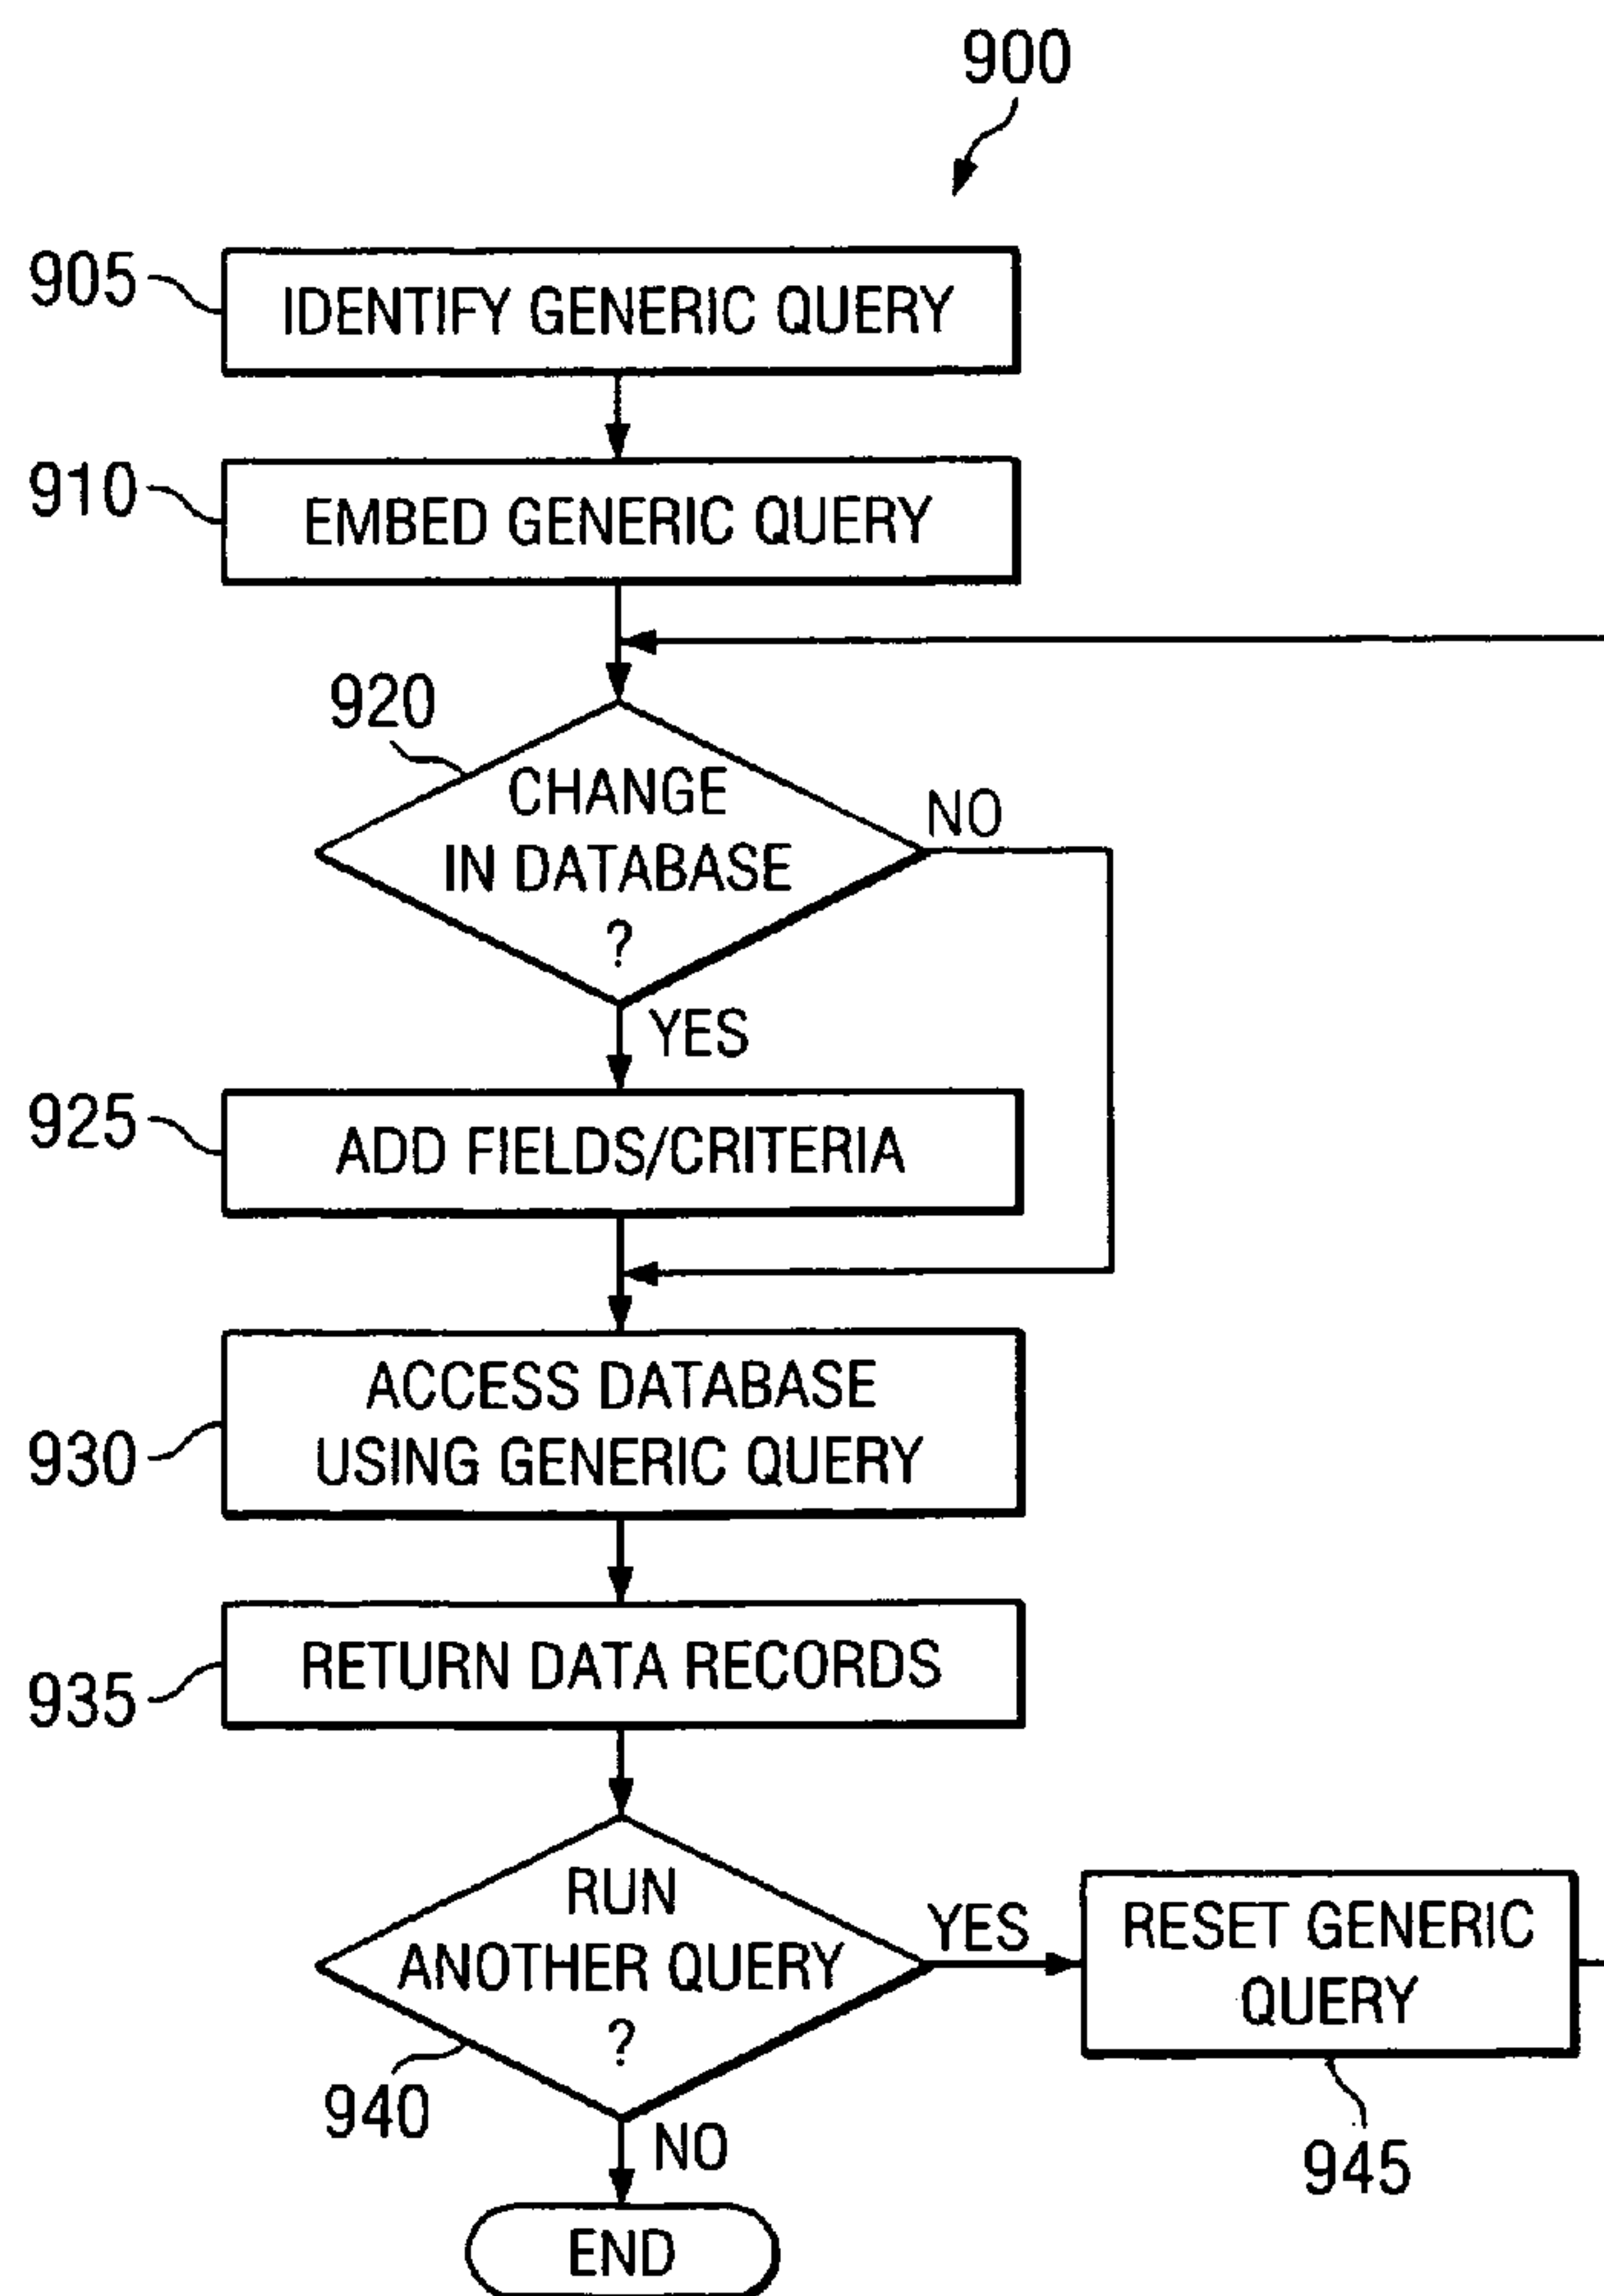 900
905
IDENTIFY GENERIC QUERY
910
EMBED GENERIC QUERY
920
CHANGE
IN DATABASE
?
NO
YES
925
ADD FIELDS/CRITERIA
930
ACCESS DATABASE
USING GENERIC QUERY
935
RETURN DATA RECORDS
RUN
ANOTHER QUERY
?
YES
RESET GENERIC
QUERY
940
NO
945
END